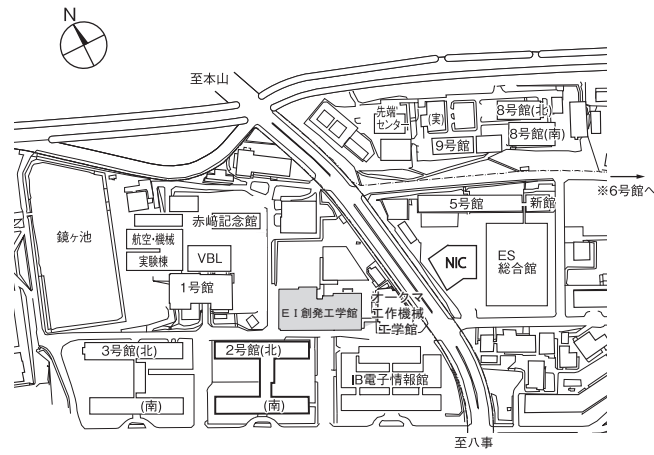 N
至本山
先端・
センター
(実)
8号館(北)
8号館(南)
9号館
※6号館へ
5号館
新館
赤﨑記念館
鏡ヶ池
航空・機械
実験棟
VBL
NIC
ES
総合館
1号館
EI創発工学館
オークマ
工作機械
工学館
3号館(北)
2号館(北)
IB電子情報館
(南)
(南)
至八事